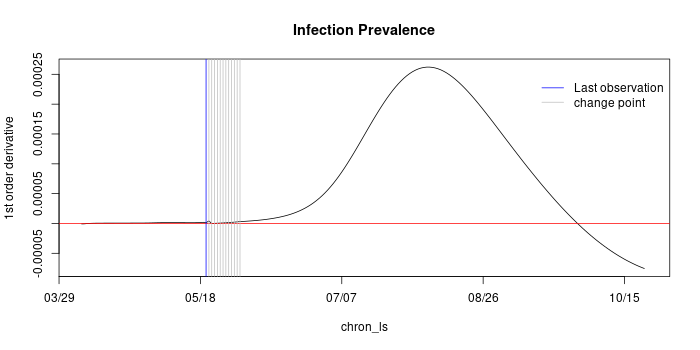 Infection Prevalence
1st order derivative
0.00025
0.00015
0.00005
-0.00005
Last observation
change point
03/29
05/18
07/07
08/26
10/15
chron_ls